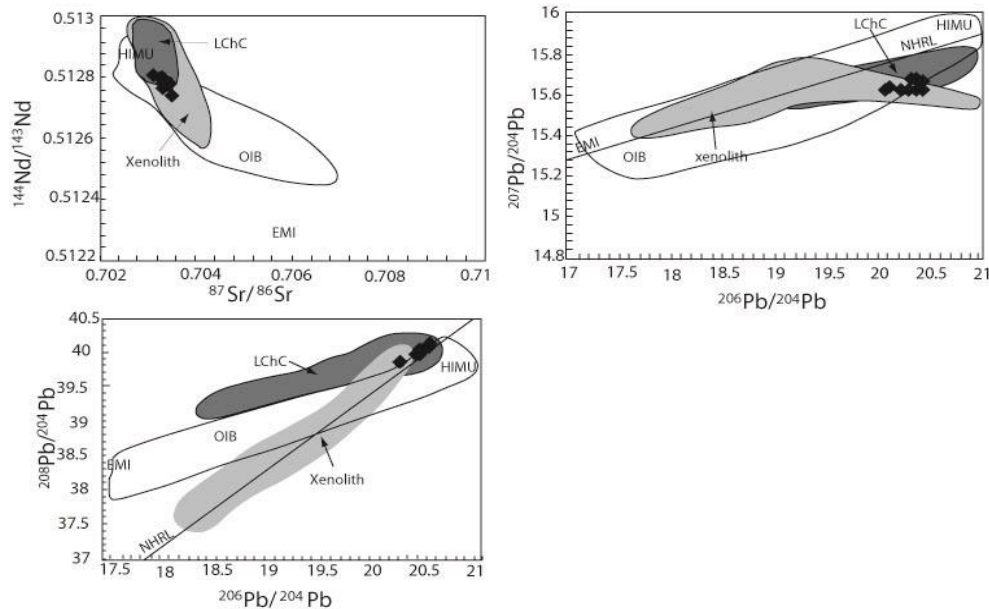 0.513
HIMU
LChC
0.5128
0.5126
Xenolith
OIB
0.5124
EMI
0.5122
0.702
0.704
0.706
0.708
0.71
144Nd/143Nd
87Sr/86Sr
16
HIMU
15.8
LChC
NHRL
15.6
15.4
EMI
OIB
xenolith
15.2
15
14.8
17
17.5
18
18.5
19
19.5
20
20.5
21
207Pb/204Pb
206Pb/204Pb
40.5
40
LChC
HIMU
39.5
39
OIB
38.5
EMI
Xenolith
38
37.5
NHRL
37
17.5
18
18.5
19
19.5
20
20.5
21
208Pb/204Pb
206Pb/ 204Pb